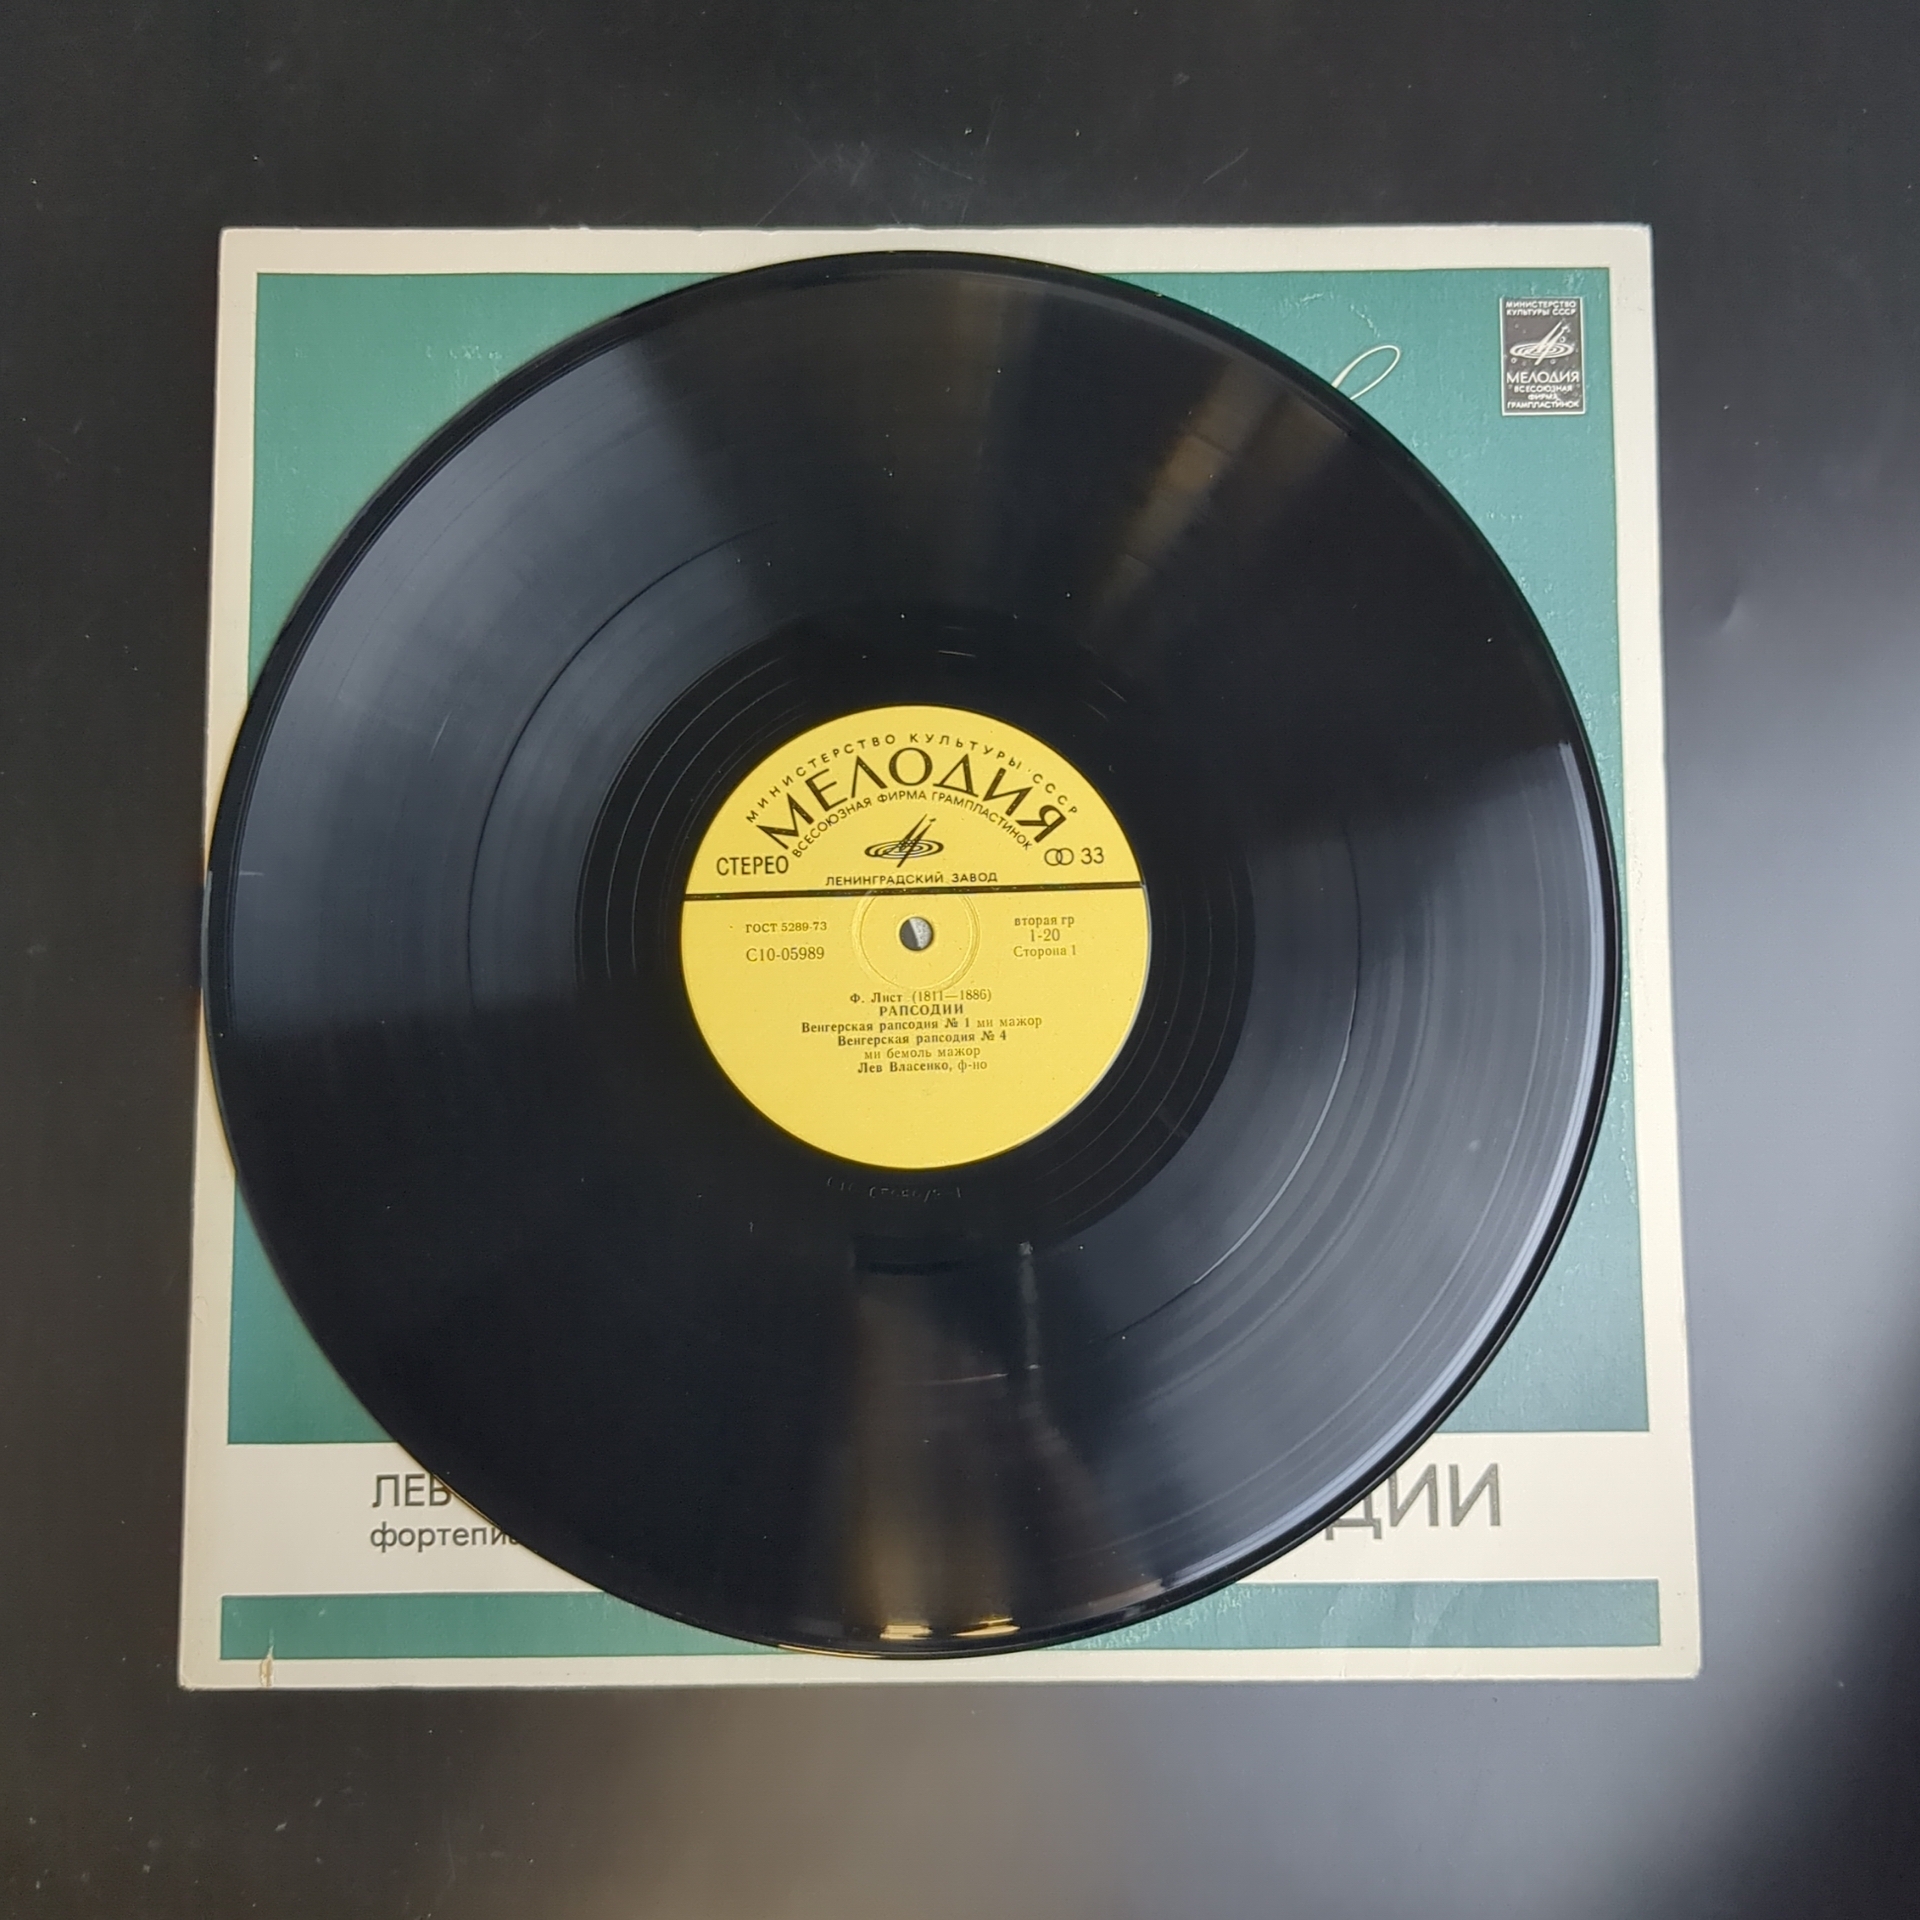 МИНИСТЕРСТВО
КУЛЬТУРЫ СССР
МЕЛОДИЯ
ВСЕСОЮЗНАЯ
ФИРМА
ГРАМПЛАСТИНОК
МИНИСТЕРСТВО КУЛЬТУРЫ СССР
МЕЛОДИЯ
ВСЕСОЮЗНАЯ ФИРМА ГРАМПЛАСТИНОК
СТЕРЕО
33
ЛЕНИНГРАДСКИЙ ЗАВОД
ГОСТ 5289-73
С10-05989
вторая гр
1-20
Сторона 1
Ф. Лист (1811—1886)
РАПСОДИИ
Венгерская рапсодия № 1 ми мажор
Венгерская рапсодия № 4
ми бемоль мажор
Лев Власенко, ф-но
ЛЕВ
фортепи
ДИИ